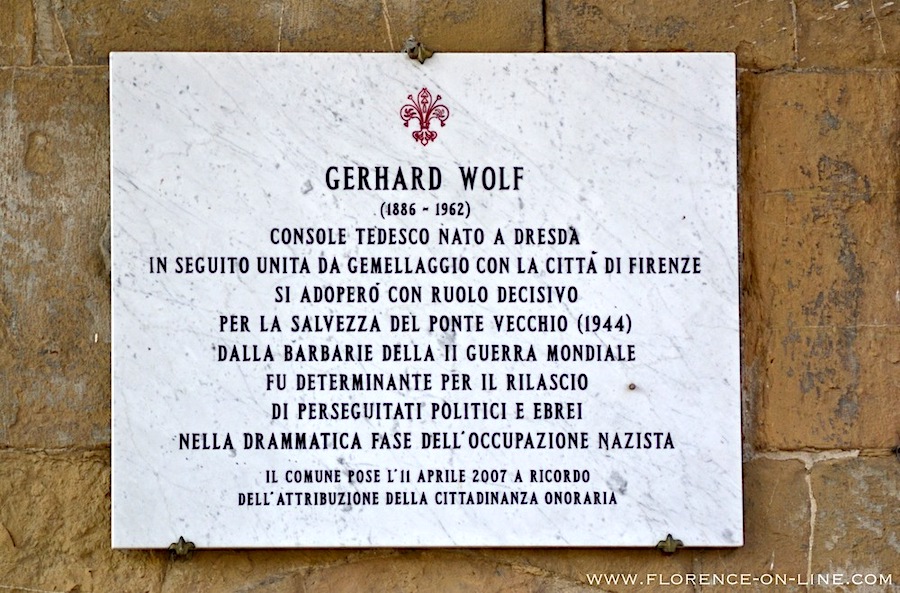 GERHARD WOLF
(1886 - 1962)
CONSOLE TEDESCO NATO A DRESDA
IN SEGUITO UNITA DA GEMELLAGGIO CON LA CITTÀ DI FIRENZE
SI ADOPERÒ CON RUOLO DECISIVO
PER LA SALVEZZA DEL PONTE VECCHIO (1944)
DALLA BARBARIE DELLA II GUERRA MONDIALE
FU DETERMINANTE PER IL RILASCIO
DI PERSEGUITATI POLITICI E EBREI
NELLA DRAMMATICA FASE DELL'OCCUPAZIONE NAZISTA
IL COMUNE POSE L'11 APRILE 2007 A RICORDO
DELL'ATTRIBUZIONE DELLA CITTADINANZA ONORARIA
WWW.FLORENCE-ON-LINE.COM